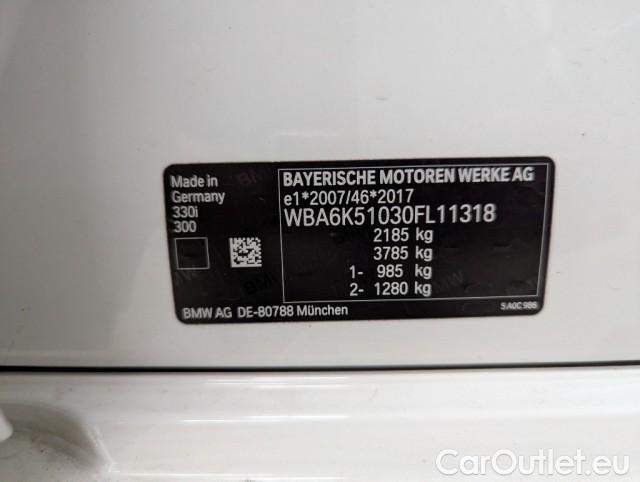 Made in
Germany
330i
300
BAYERISCHE MOTOREN WERKE AG
e1*2007/46*2017
WBA6K51030FL11318
2185 kg
3785 kg
1- 985 kg
2- 1280 kg
BMW AG DE-80788 München
5A0C986
CarOutlet.eu